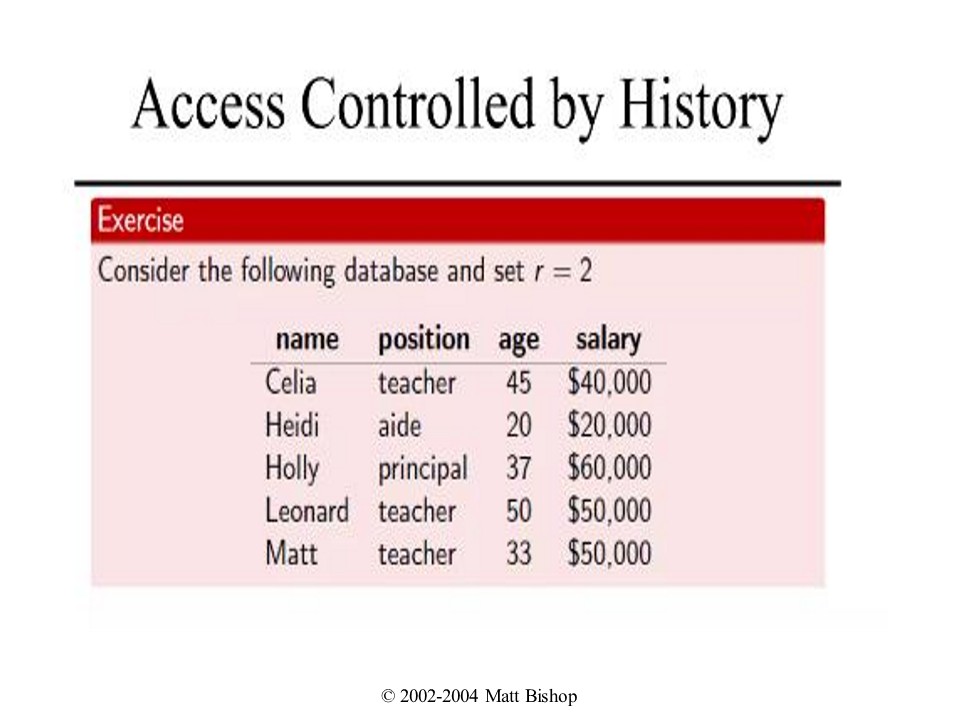 Access Controlled by History
Exercise
Consider the following database and set r = 2
name position age salary
Celia teacher 45 $40,000
Heidi aide 20 $20,000
Holly principal 37 $60,000
Leonard teacher 50 $50,000
Matt teacher 33 $50,000
© 2002-2004 Matt Bishop